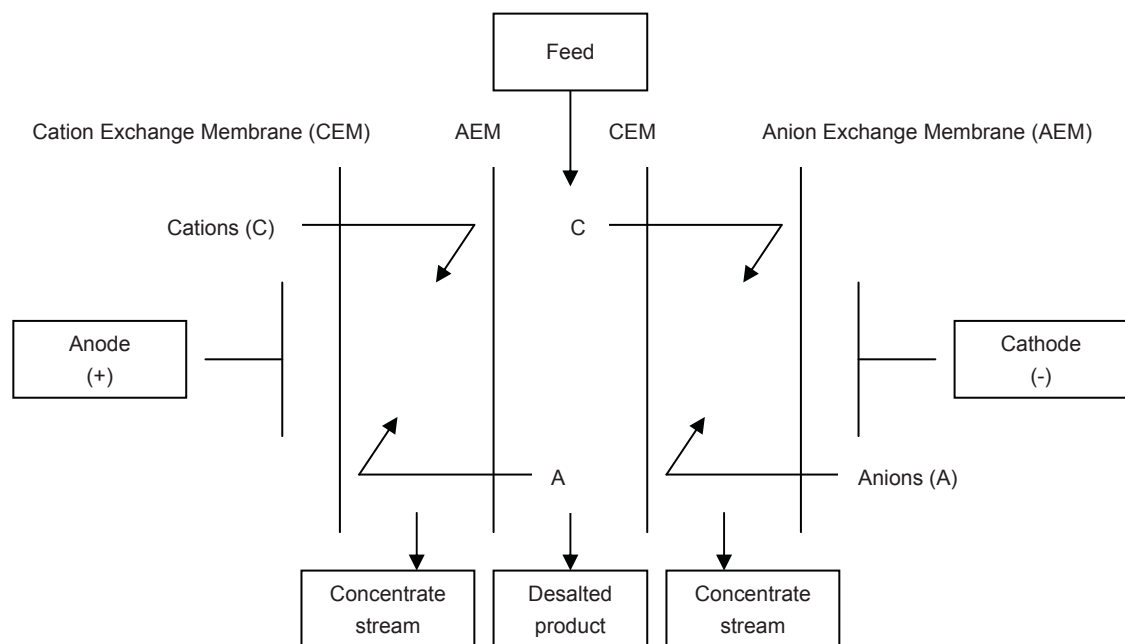 Feed
Cation Exchange Membrane (CEM) AEM CEM Anion Exchange Membrane (AEM)
Cations (C) C
Anode
(+)
Cathode
(-)
A Anions (A)
Concentrate
stream
Desalted
product
Concentrate
stream